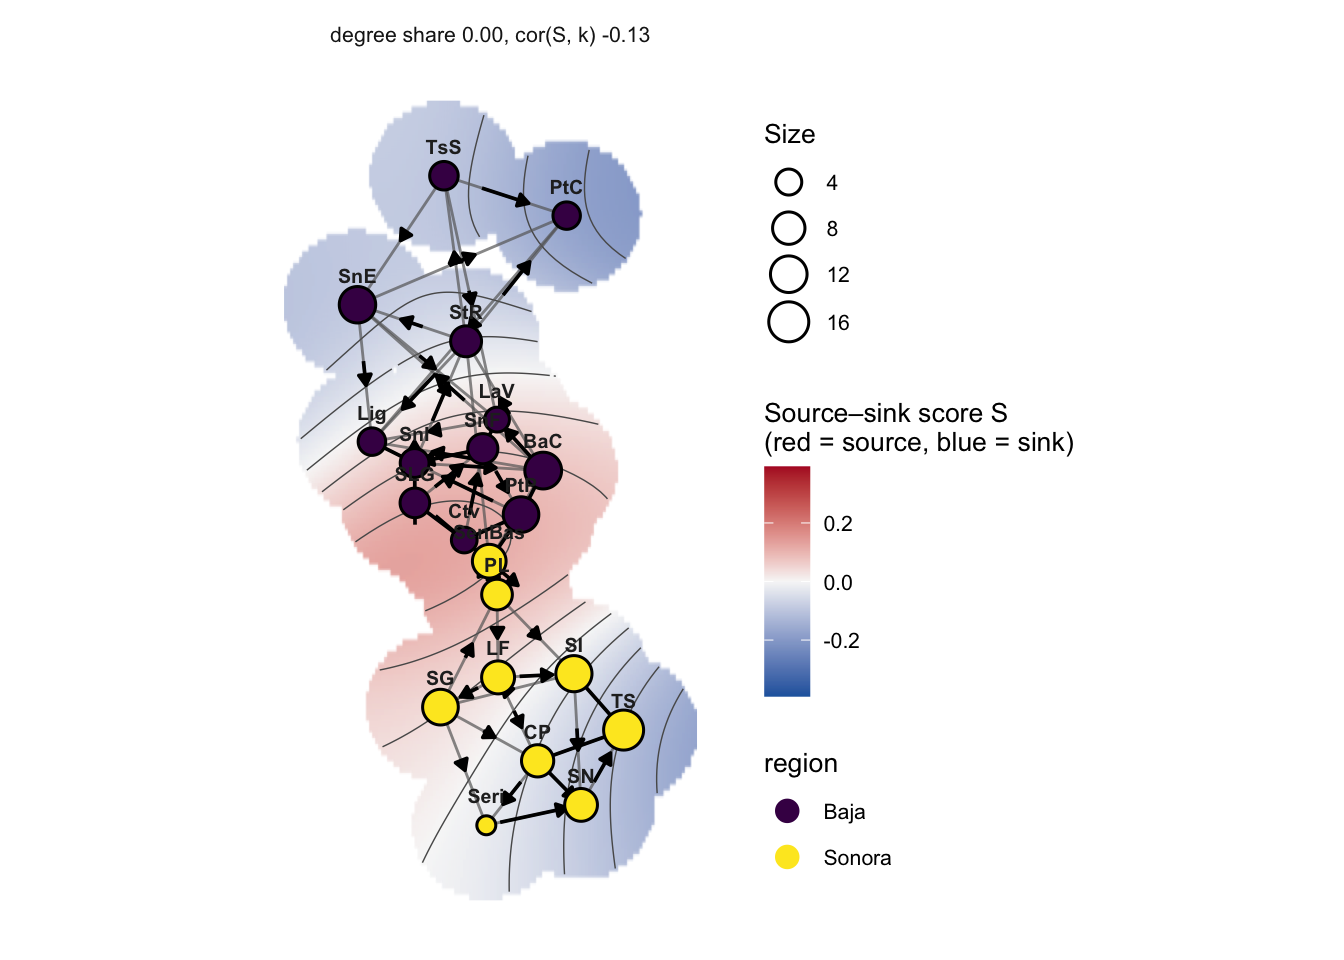 degree share 0.00, cor(S, k) -0.13
TsS
PtC
SnE
StR
LaV
Lig
SnI
BaC
Ctv
PL
LF
SI
SG
TS
CP
SN
Seri
Size
4
8
12
16
Source–sink score S
(red = source, blue = sink)
0.2
0.0
-0.2
region
Baja
Sonora